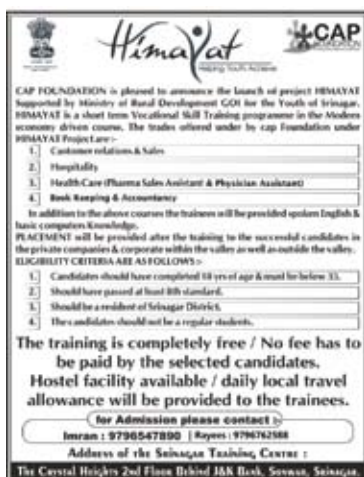 HimaYat
Helping Youth Achieve
CAP
FOUNDATION
CAP FOUNDATION is pleased to announce the launch of project HIMAYAT
Supported by Ministry of Rural Development GOI for the Youth of Srinagar.
HIMAYAT is a short term Vocational Skill Training programme in the Modern
economy driven course. The trades offered under by cap Foundation under
HIMAYAT Project are :-
1. Customer relations & Sales
2. Hospitality
3. Health Care (Pharma Sales Assistant & Physician Assistant)
4. Book Keeping & Accountancy
In addition to the above courses the trainees will be provided spoken English &
basic computers Knowledge.
PLACEMENT will be provided after the training to the successful candidates in
the private companies & corporate within the valley as well as outside the valley.
ELIGIBILITY CRITERIA ARE AS FOLLOWS :-
1. Candidates should have completed 18 yrs of age & must be below 35.
2. Should have passed at least 8th standard.
3. Should be a resident of Srinagar District.
4. The candidates should not be a regular students.
The training is completely free / No fee has to
be paid by the selected candidates.
Hostel facility available / daily local travel
allowance will be provided to the trainees.
for Admission please contact :-
Imran : 9796547890 | Rayees : 9796762588
Address of the Srinagar Training Centre :
The Crystal Heights 2nd Floor Behind J&K Bank, Sonwar, Srinagar